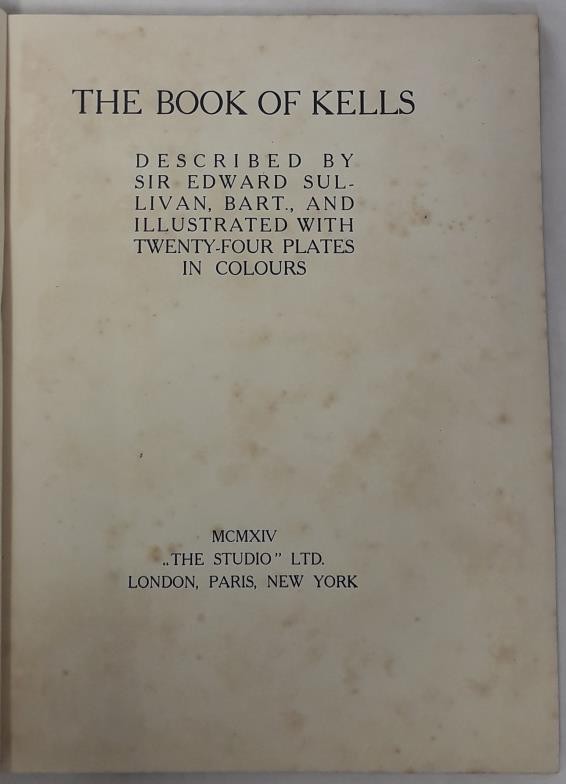 THE BOOK OF KELLS
DESCRIBED BY
SIR EDWARD SUL-
LIVAN, BART., AND
ILLUSTRATED WITH
TWENTY-FOUR PLATES
IN COLOURS
MCMXIV
„THE STUDIO” LTD.
LONDON, PARIS, NEW YORK